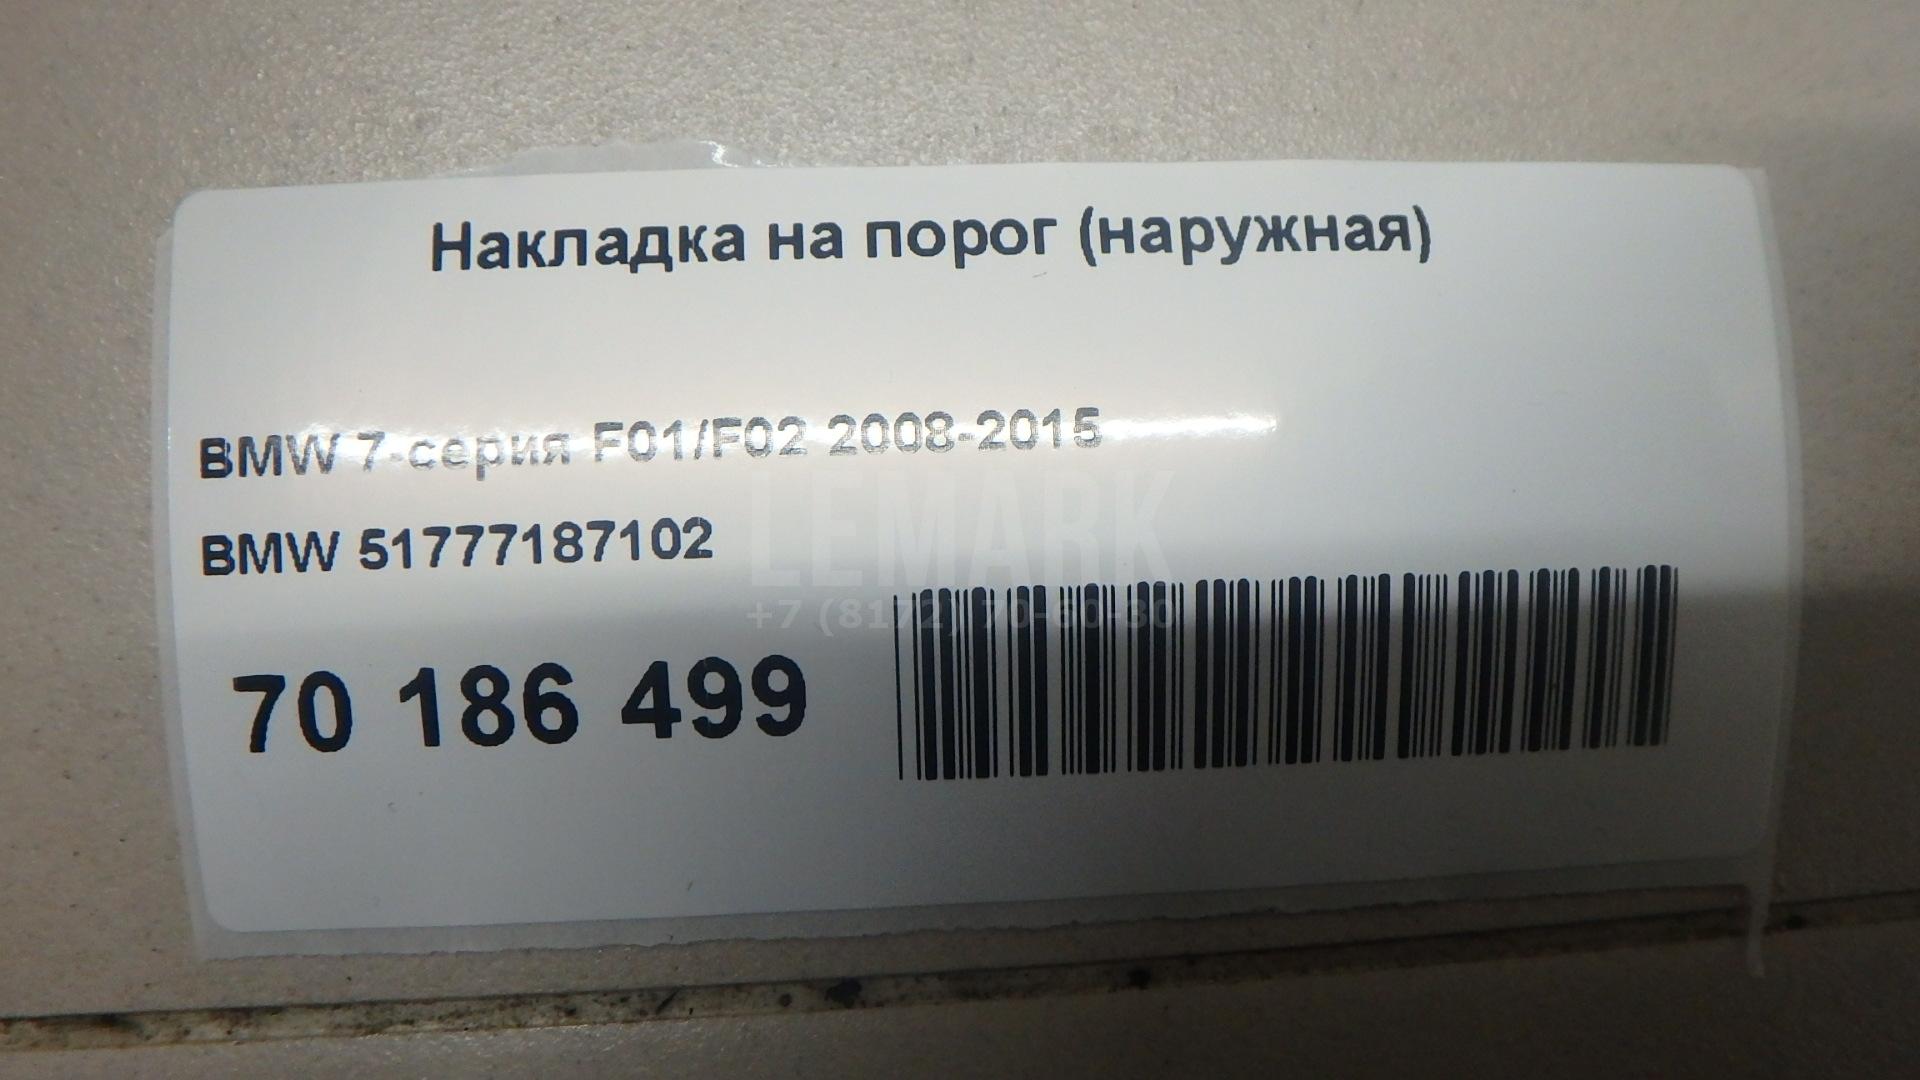 Накладка на порог (наружная)
BMW 7-серия F01/F02 2008-2015
BMW 51777187102
LEMARK
+7 (8172) 70-60-30
70 186 499